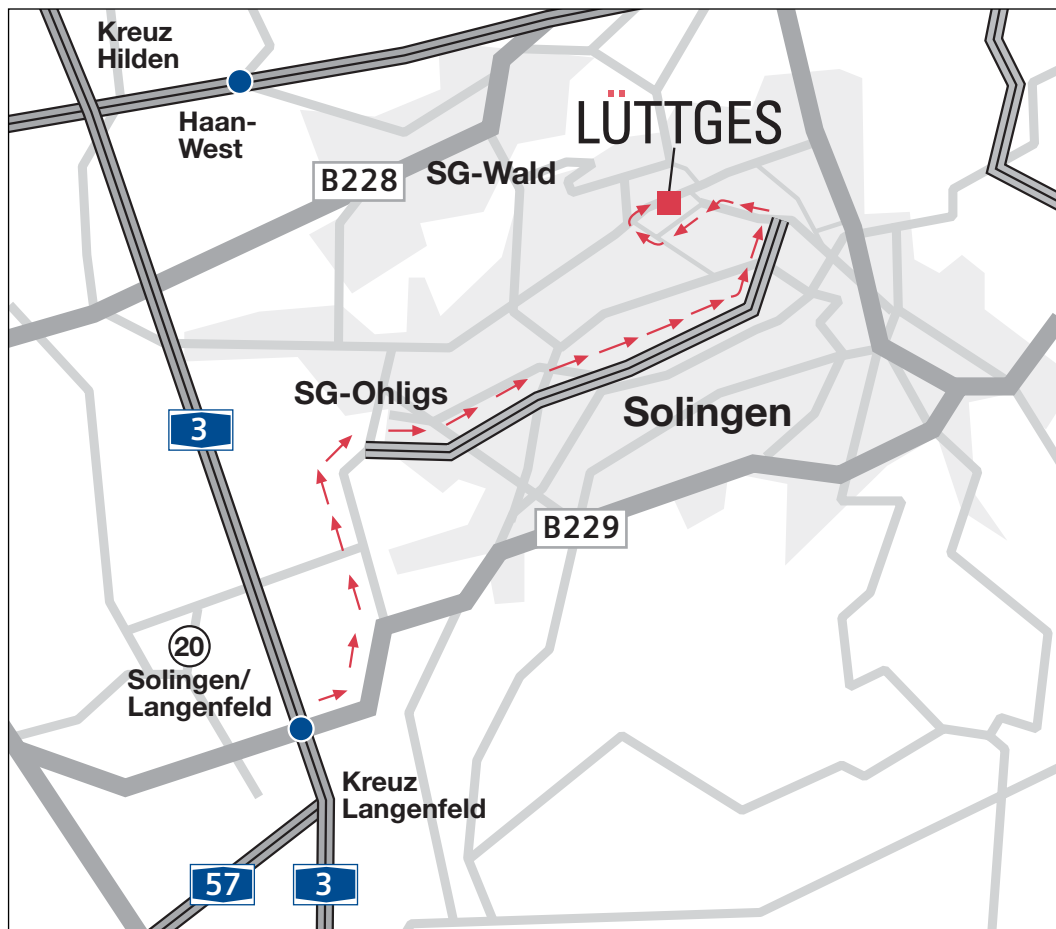 Kreuz
Hilden
Haan-
West
LÜTTGES
SG-Wald
B228
SG-Ohligs
3
Solingen
B229
20
Solingen/
Langenfeld
Kreuz
Langenfeld
57
3